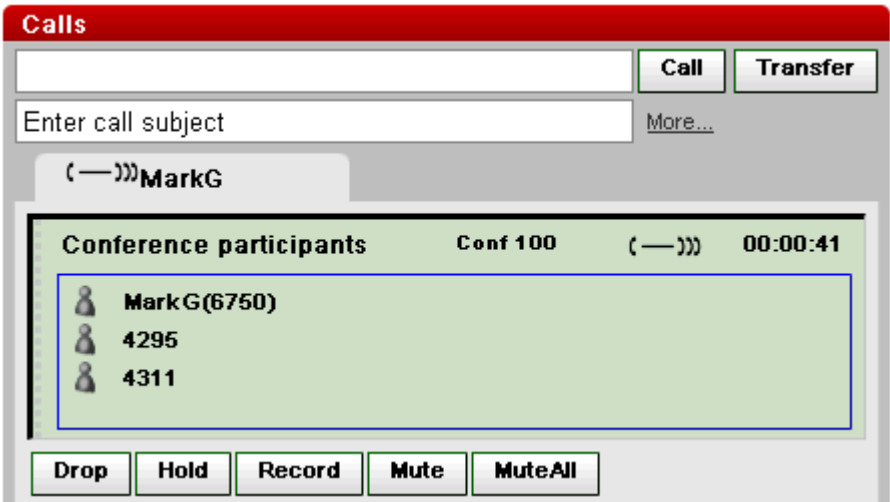 Calls
Call Transfer
Enter call subject More...
MarkG
Conference participants Conf 100 00:00:41
MarkG(6750)
4295
4311
Drop Hold Record Mute MuteAll